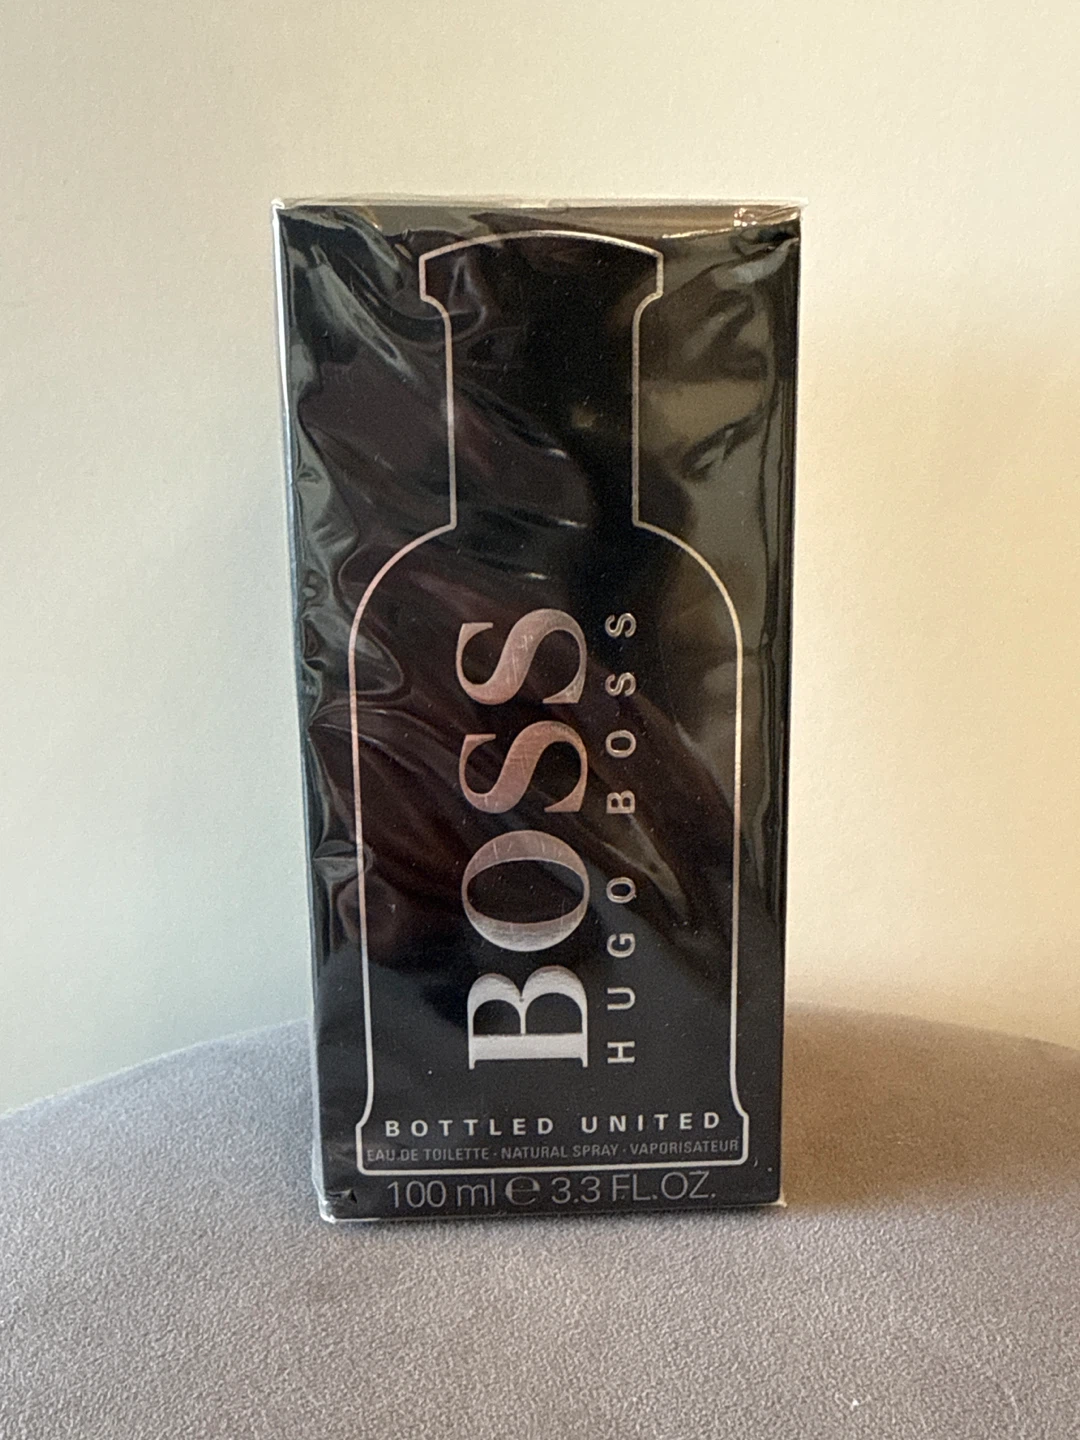 BOSS
HUGO BOSS
BOTTLED UNITED
EAU DE TOILETTE · NATURAL SPRAY · VAPORISATEUR
100 ml ℮ 3.3 FL.OZ.